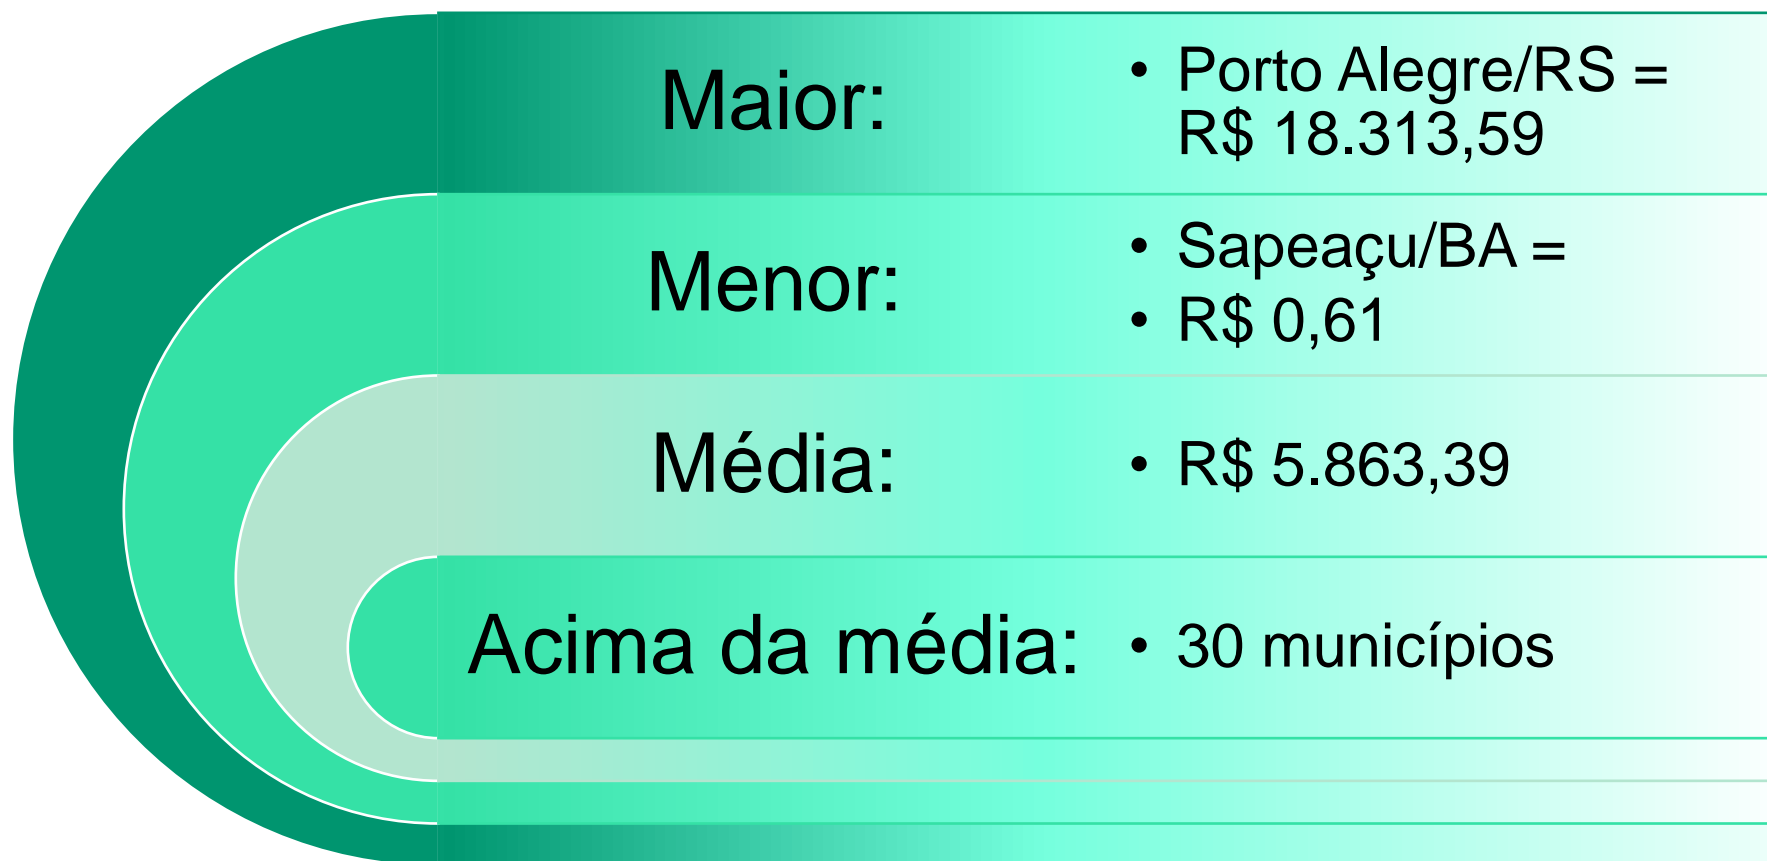 Maior:
• Porto Alegre/RS =
R$ 18.313,59
Menor:
• Sapeaçu/BA =
• R$ 0,61
Média:
• R$ 5.863,39
Acima da média:
• 30 municípios